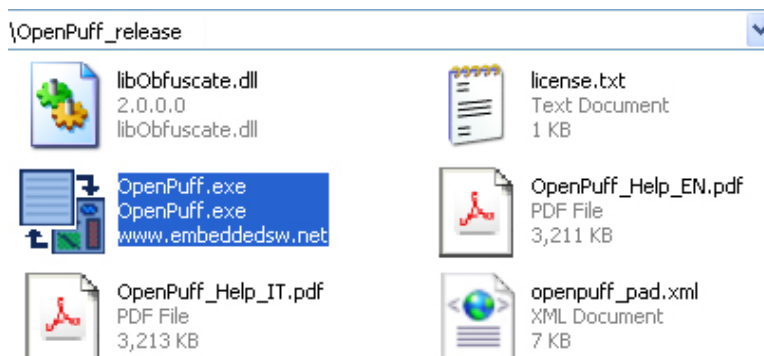 \OpenPuff_release
libObfuscate.dll
2.0.0.0
libObfuscate.dll
license.txt
Text Document
1 KB
OpenPuff.exe
OpenPuff.exe
www.embeddedsw.net
OpenPuff_Help_EN.pdf
PDF File
3,211 KB
OpenPuff_Help_IT.pdf
PDF File
3,213 KB
openpuff_pad.xml
XML Document
7 KB